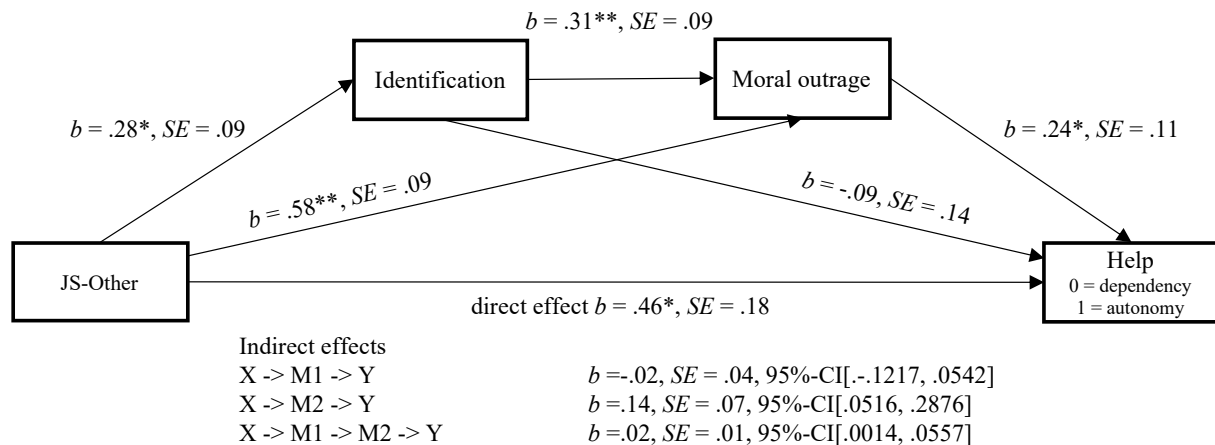 b = .31**, SE = .09
Identification
Moral outrage
b = .28*, SE = .09
b = .24*, SE = .11
b = .58**, SE = .09
b = -.09, SE = .14
JS-Other
Help
0 = dependency
1 = autonomy
direct effect b = .46*, SE = .18
Indirect effects
X -> M1 -> Y b =-.02, SE = .04, 95%-CI[.-.1217, .0542]
X -> M2 -> Y b =.14, SE = .07, 95%-CI[.0516, .2876]
X -> M1 -> M2 -> Y b =.02, SE = .01, 95%-CI[.0014, .0557]